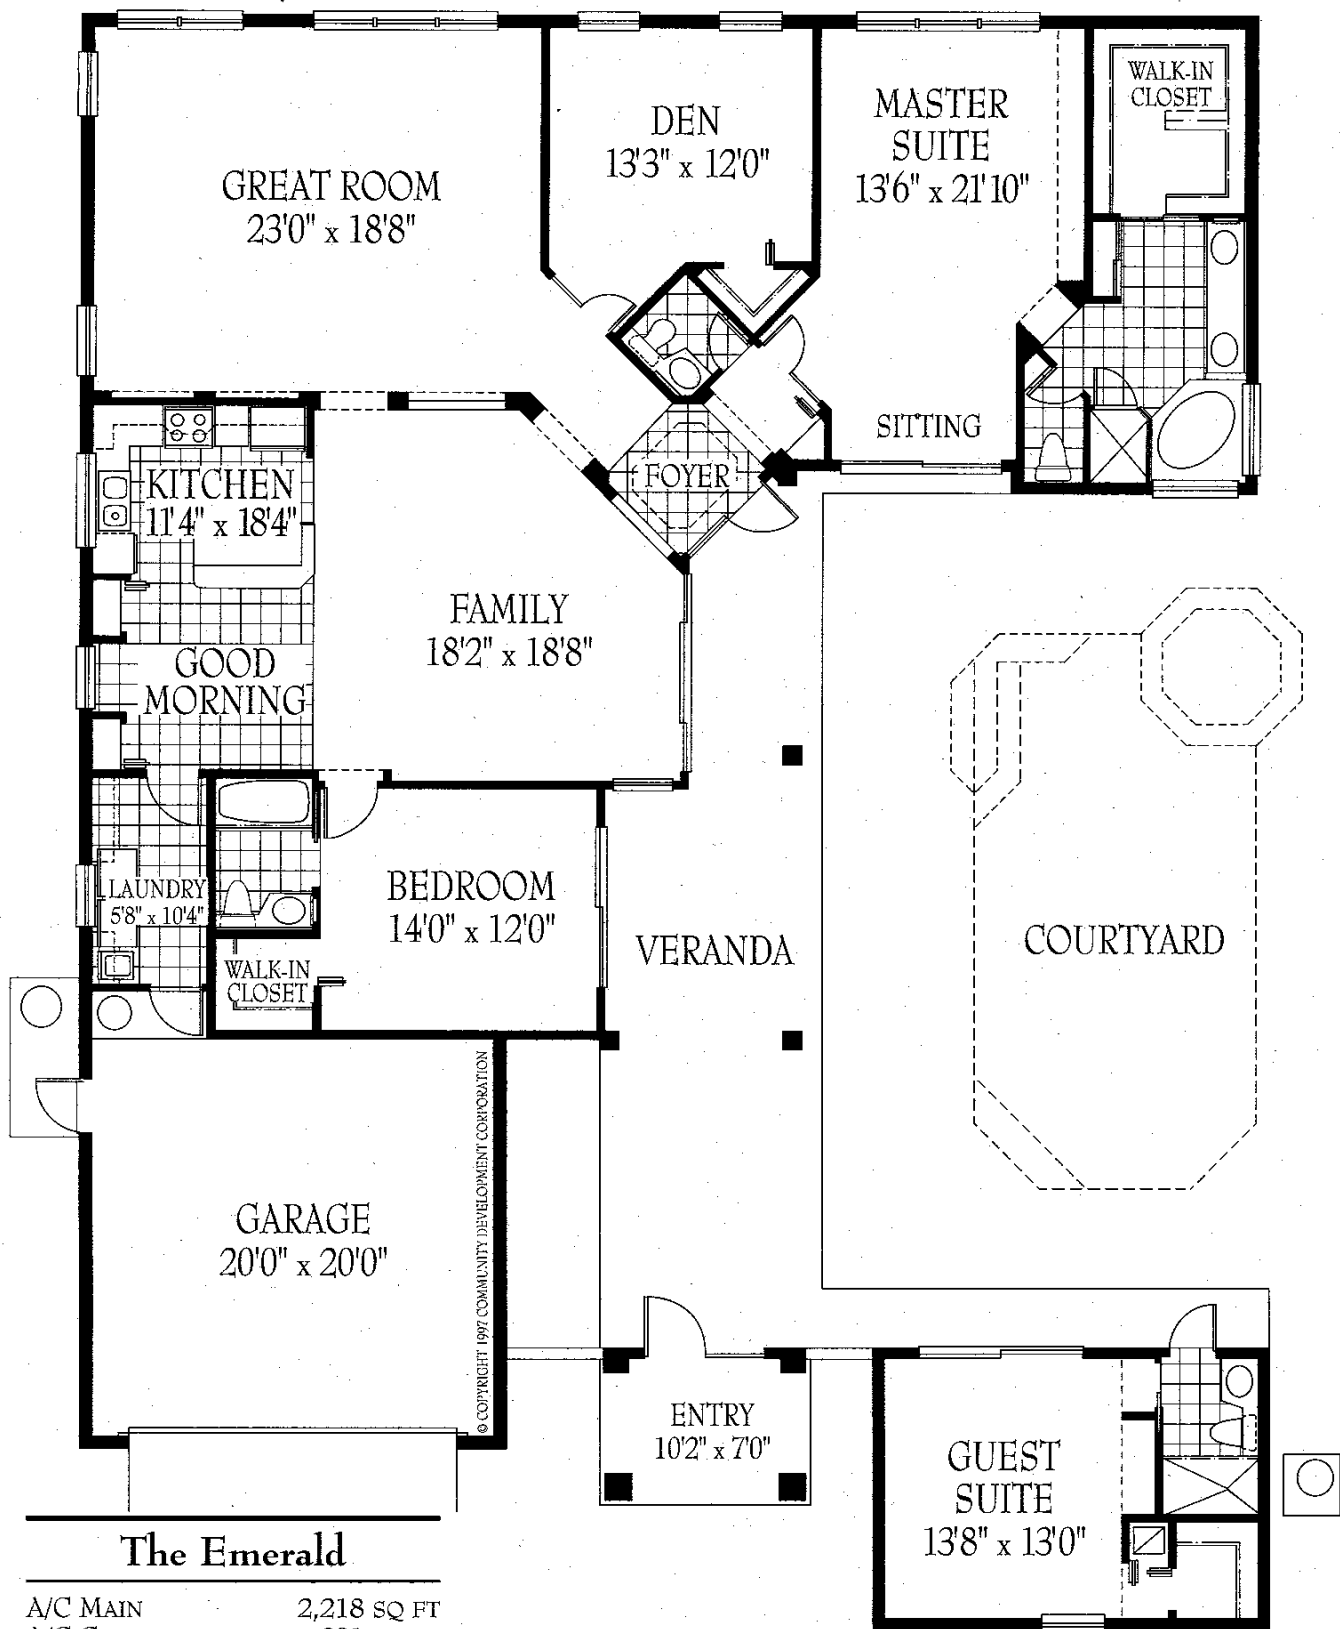 GREAT ROOM
23'0" x 18'8"
DEN
13'3" x 12'0"
MASTER
SUITE
13'6" x 21'10"
WALK-IN
CLOSET
SITTING
KITCHEN
11'4" x 18'4"
FOYER
FAMILY
18'2" x 18'8"
GOOD
MORNING
LAUNDRY
5'8" x 10'4"
BEDROOM
14'0" x 12'0"
WALK-IN
CLOSET
VERANDA
COURTYARD
GARAGE
20'0" x 20'0"
© COPYRIGHT 1997 COMMUNITY DEVELOPMENT CORPORATION
ENTRY
10'2" x 7'0"
GUEST
SUITE
13'8" x 13'0"
The Emerald
A/C MAIN 2,218 SQ FT